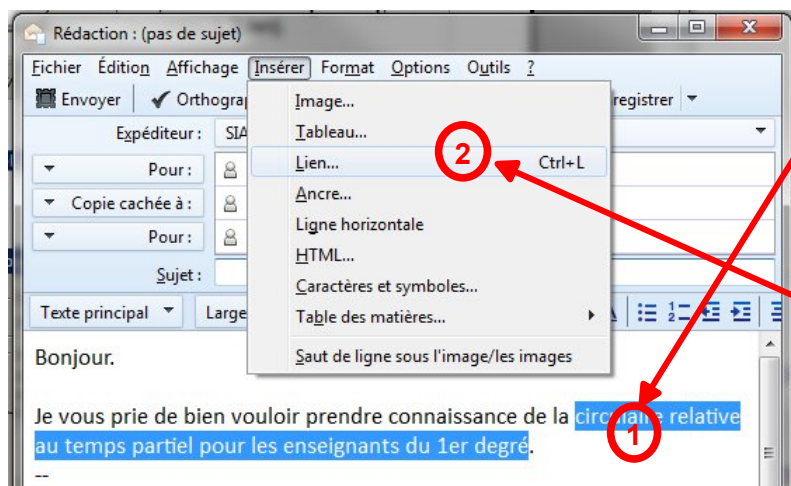 Rédaction : (pas de sujet)
Fichier Édition Affichage Insérer Format Options Outils ?
Envoyer Orthogra registrer
Expéditeur : SIA
Pour :
Copie cachée à :
Pour :
Sujet :
Texte principal Large
Image...
Tableau...
Lien... Ctrl+L
Ancre...
Ligne horizontale
HTML...
Caractères et symboles...
Table des matières...
Saut de ligne sous l'image/les images
2
Bonjour.
Je vous prie de bien vouloir prendre connaissance de la circulaire relative
au temps partiel pour les enseignants du 1er degré.
--
1